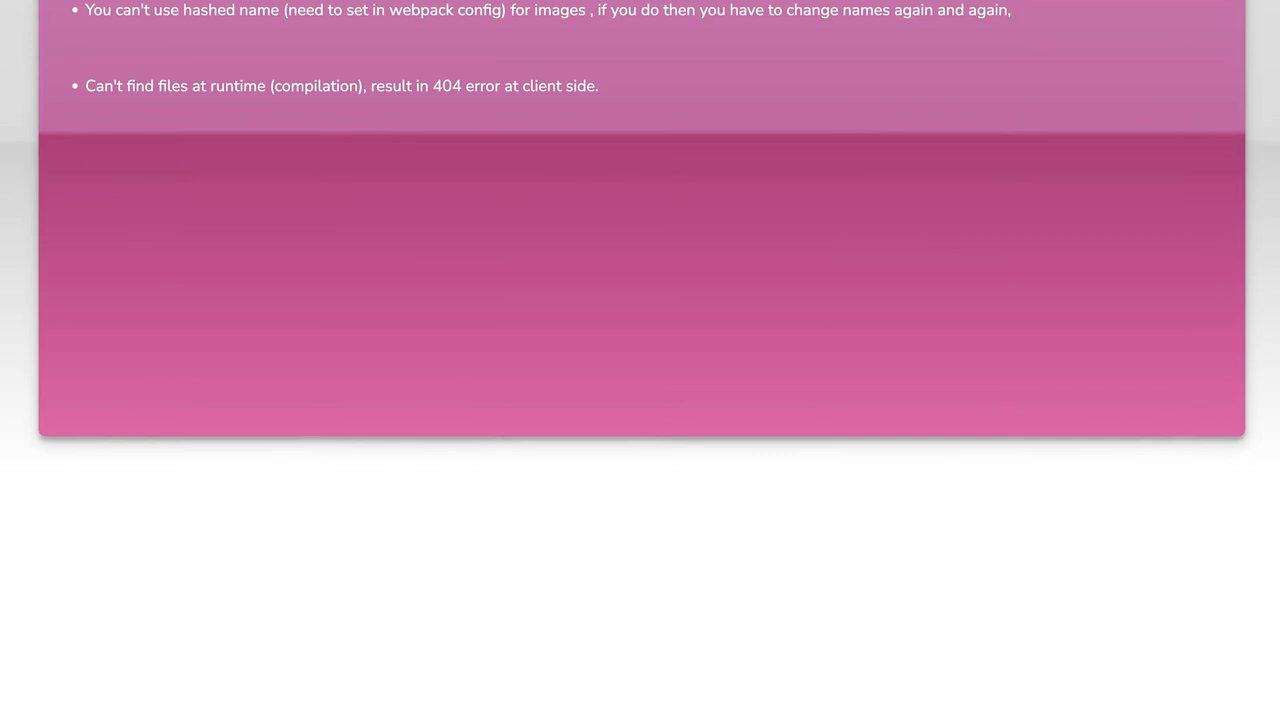 • You can't use hashed name (need to set in webpack config) for images , if you do then you have to change names again and again,
• Can't find files at runtime (compilation), result in 404 error at client side.